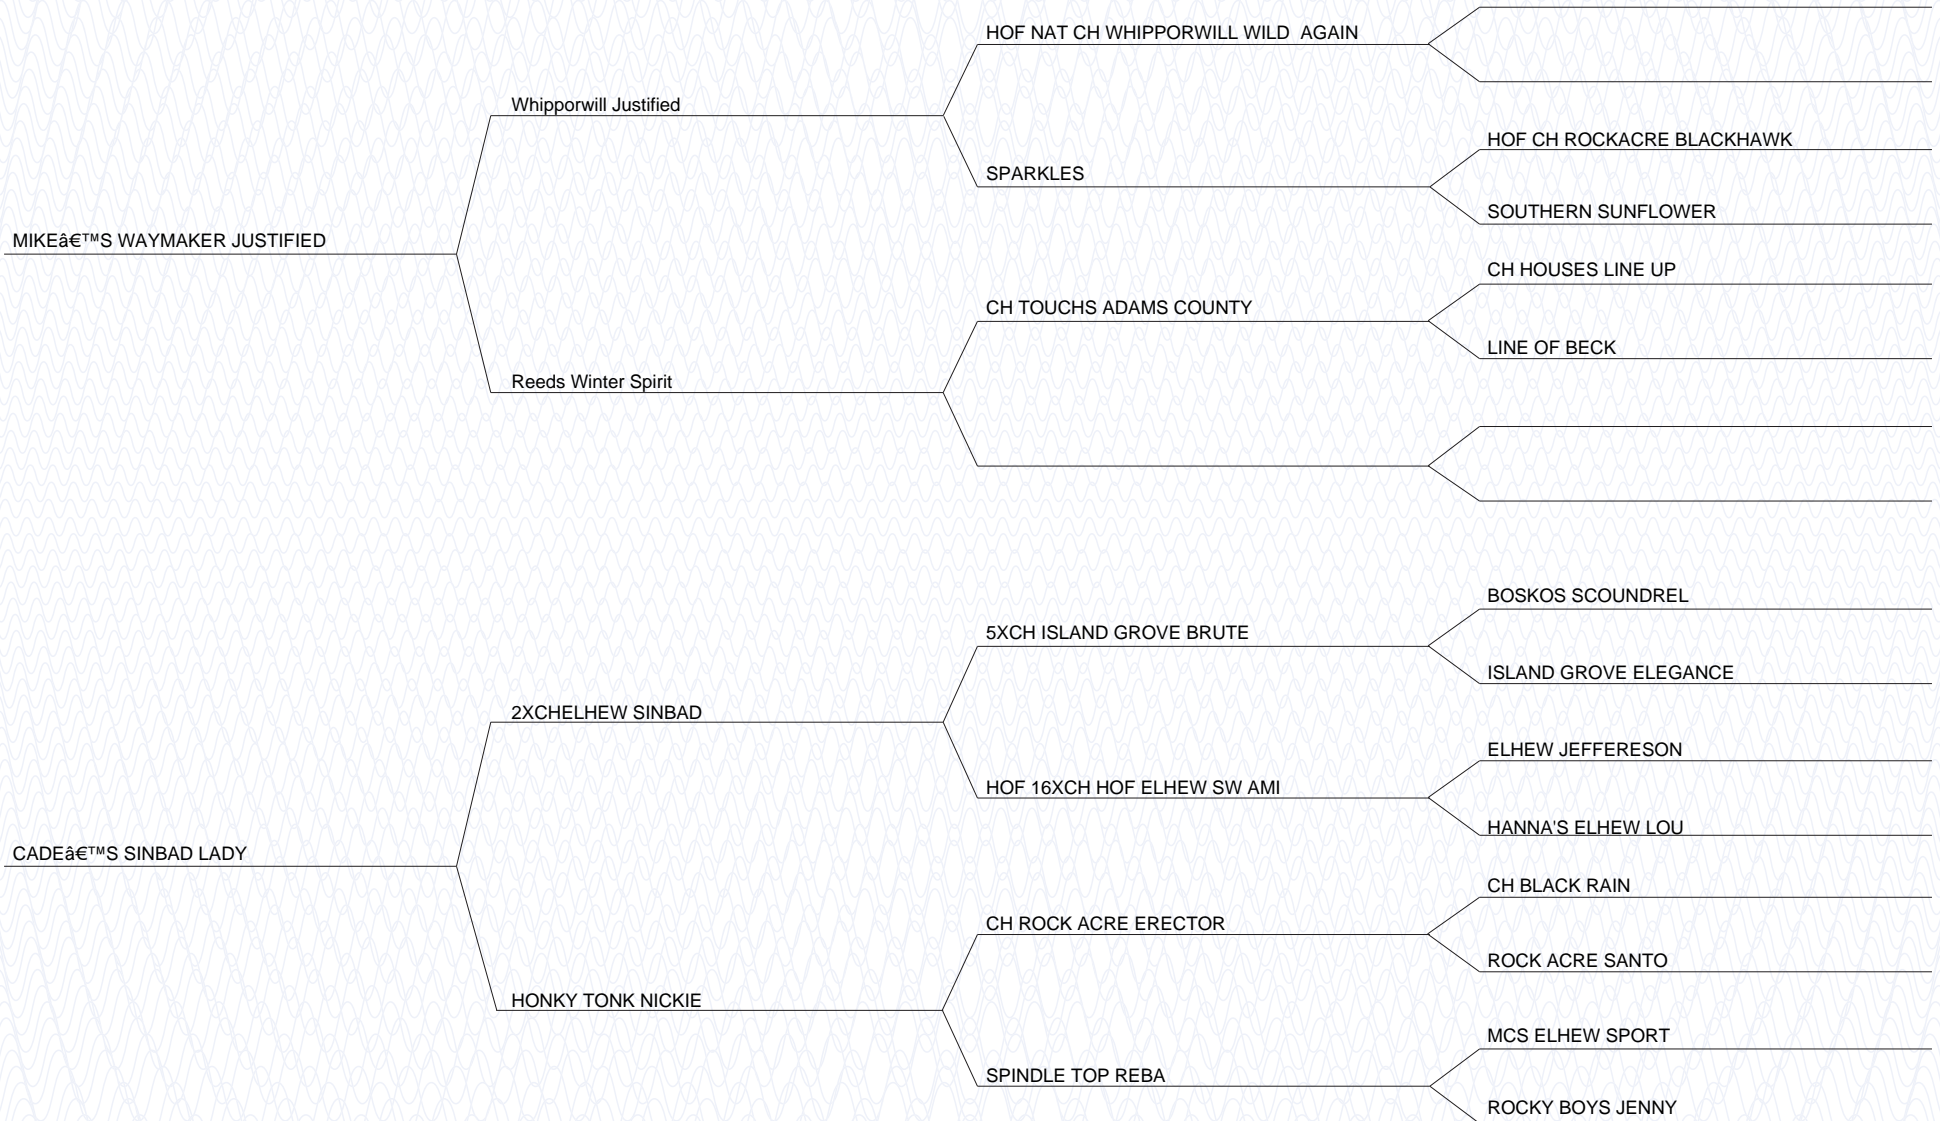 HOF NAT CH WHIPPORWILL WILD  AGAIN
Whipporwill Justified
HOF CH ROCKACRE BLACKHAWK
SPARKLES
SOUTHERN SUNFLOWER
MIKEâ€™S WAYMAKER JUSTIFIED
CH HOUSES LINE UP
CH TOUCHS ADAMS COUNTY
LINE OF BECK
Reeds Winter Spirit
BOSKOS SCOUNDREL
5XCH ISLAND GROVE BRUTE
ISLAND GROVE ELEGANCE
2XCHELHEW SINBAD
ELHEW JEFFERESON
HOF 16XCH HOF ELHEW SW AMI
HANNA'S ELHEW LOU
CADEâ€™S SINBAD LADY
CH BLACK RAIN
CH ROCK ACRE ERECTOR
ROCK ACRE SANTO
HONKY TONK NICKIE
MCS ELHEW SPORT
SPINDLE TOP REBA
ROCKY BOYS JENNY